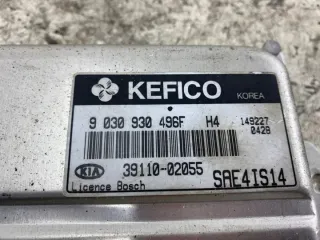 KEFICO KOREA
9 030 930 496F H4 149227
0428
KIA 39110-02055
Licence Bosch SAE4IS14